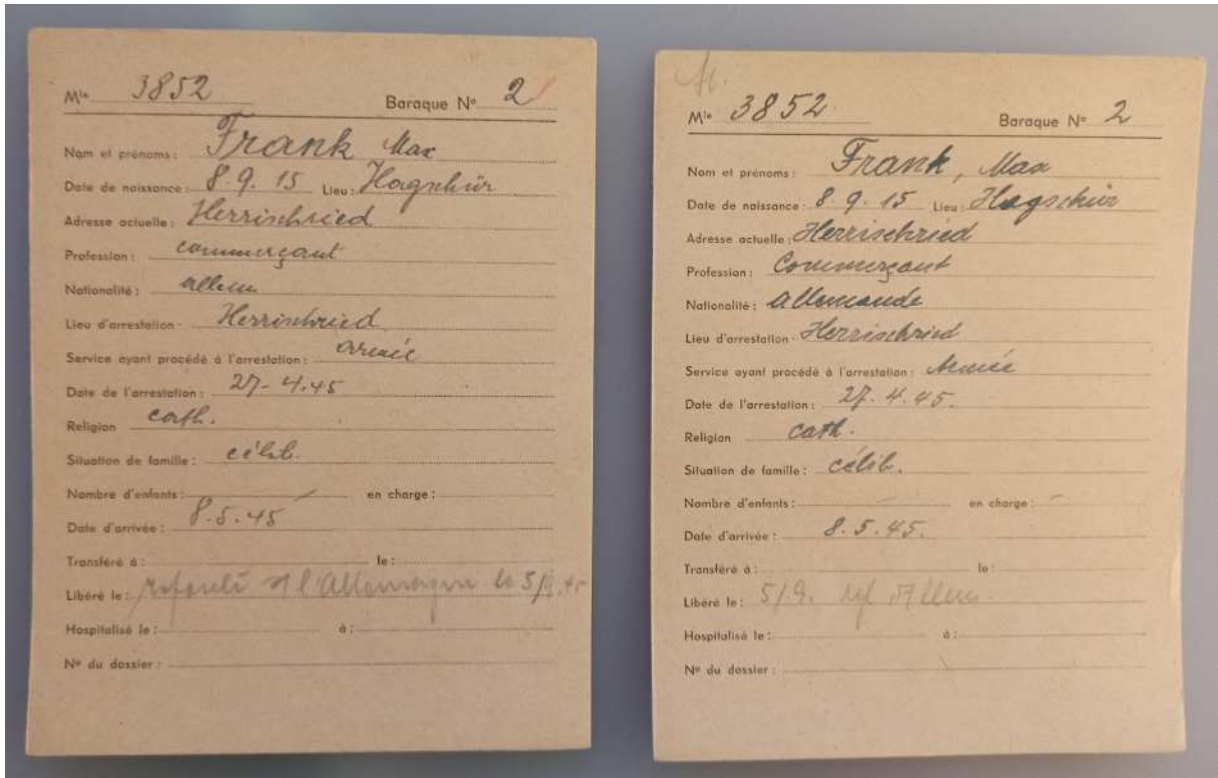 Mle 3852 Baraque No 2
Nom et prénoms : Frank Max
Date de naissance : 8.9.15 Lieu : Hagschür
Adresse actuelle : Herrischried
Profession : commerçant
Nationalité : allem
Lieu d'arrestation : Herrischried
Service ayant procédé à l'arrestation : armée
Date de l'arrestation : 27-4.45
Religion cath.
Situation de famille : célib.
Nombre d'enfants : — en charge :
Date d'arrivée : 8.5.45
Transféré à : le :
Libéré le : refoulé s/ l'Allemagne le 5/9.45
Hospitalisé le : à :
No du dossier :
Mle 3852 Baraque No 2
Nom et prénoms : Frank, Max
Date de naissance : 8.9.15 Lieu : Hagschür
Adresse actuelle : Herrischried
Profession : Commerçant
Nationalité : Allemande
Lieu d'arrestation : Herrischried
Service ayant procédé à l'arrestation : Armée
Date de l'arrestation : 27.4.45.
Religion cath.
Situation de famille : célib.
Nombre d'enfants : — en charge : —
Date d'arrivée : 8.5.45.
Transféré à : le :
Libéré le : 5/9. ref Allem.
Hospitalisé le : à :
No du dossier :